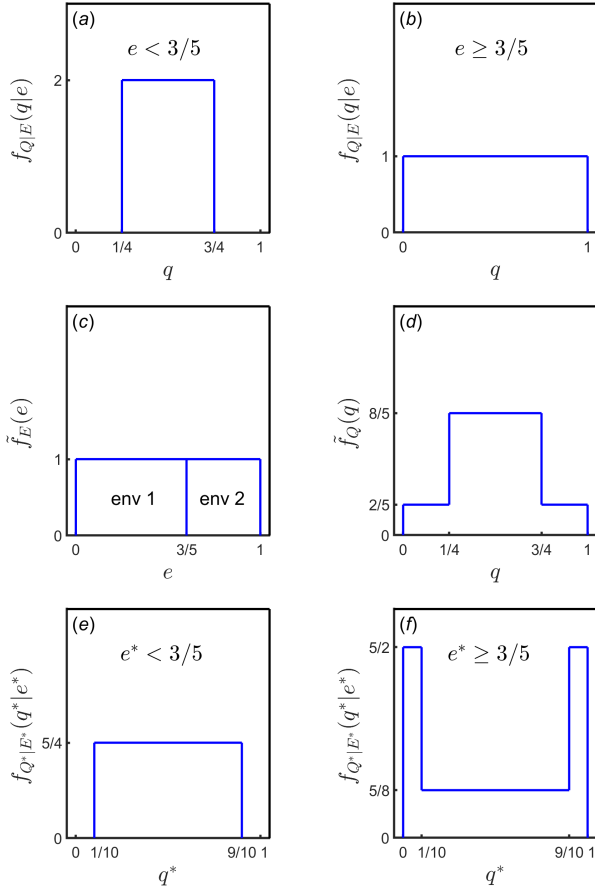 (a)
e < 3/5
f_{Q|E}(q|e)
2
0
0 1/4 3/4 1
q
(b)
e ≥ 3/5
f_{Q|E}(q|e)
1
0
0 1
q
(c)
f̃_E(e)
1
0
env 1 env 2
0 3/5 1
e
(d)
f̃_Q(q)
8/5
2/5
0
0 1/4 3/4 1
q
(e)
e* < 3/5
f_{Q*|E*}(q*|e*)
5/4
0
0 1/10 9/10 1
q*
(f)
e* ≥ 3/5
f_{Q*|E*}(q*|e*)
5/2
5/8
0
0 1/10 9/10 1
q*